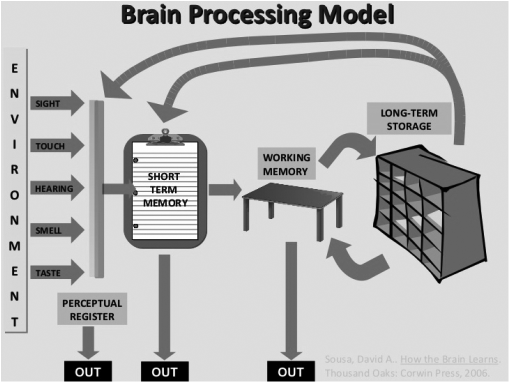 Brain Processing Model
E
N
V
I
R
O
N
M
E
N
T
SIGHT
TOUCH
HEARING
SMELL
TASTE
PERCEPTUAL
REGISTER
OUT
SHORT
TERM
MEMORY
OUT
WORKING
MEMORY
OUT
LONG-TERM
STORAGE
Sousa, David A.. How the Brain Learns.
Thousand Oaks: Corwin Press, 2006.